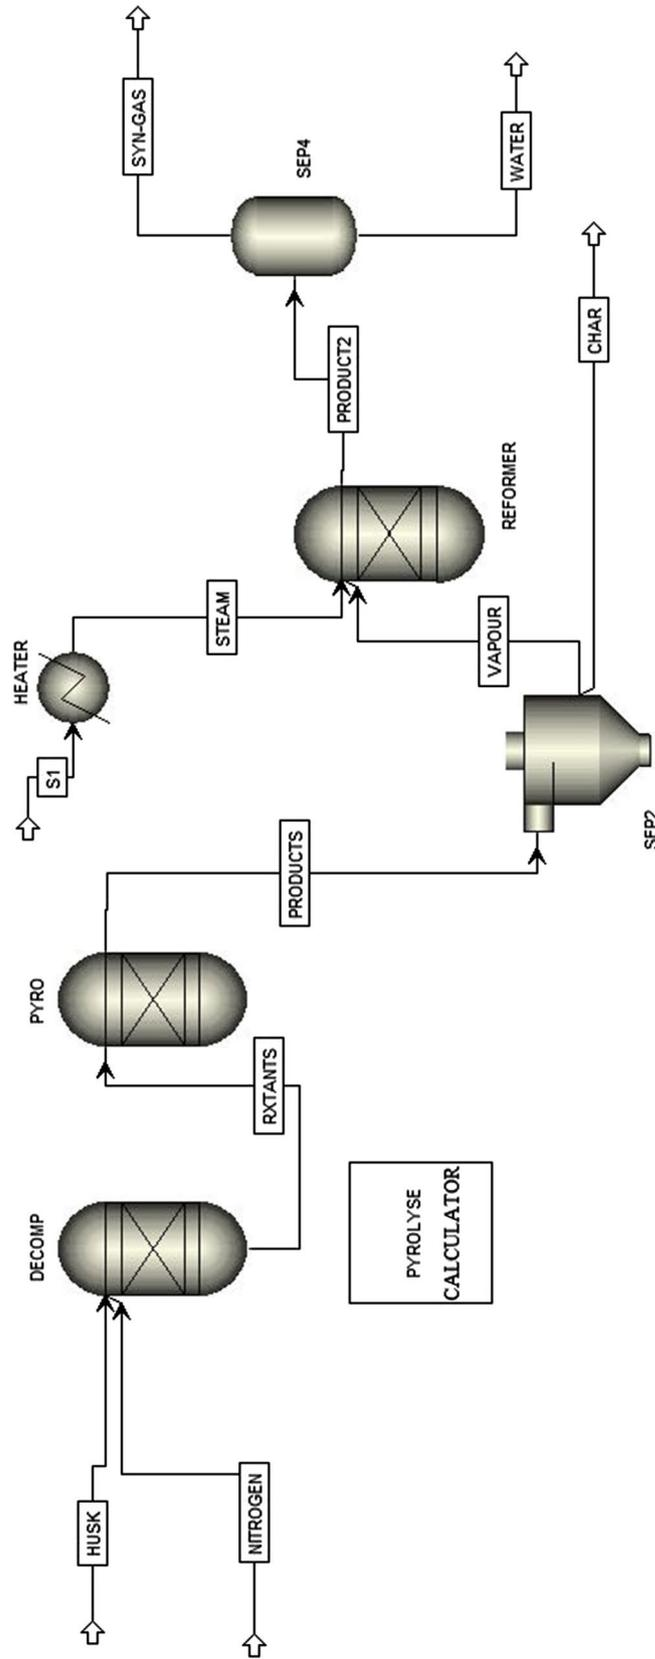 HUSK
NITROGEN
DECOMP
RXTANTS
PYROLYSE
CALCULATOR
PYRO
PRODUCTS
S1
HEATER
STEAM
SEP2
VAPOUR
CHAR
REFORMER
PRODUCT2
SEP4
SYN-GAS
WATER